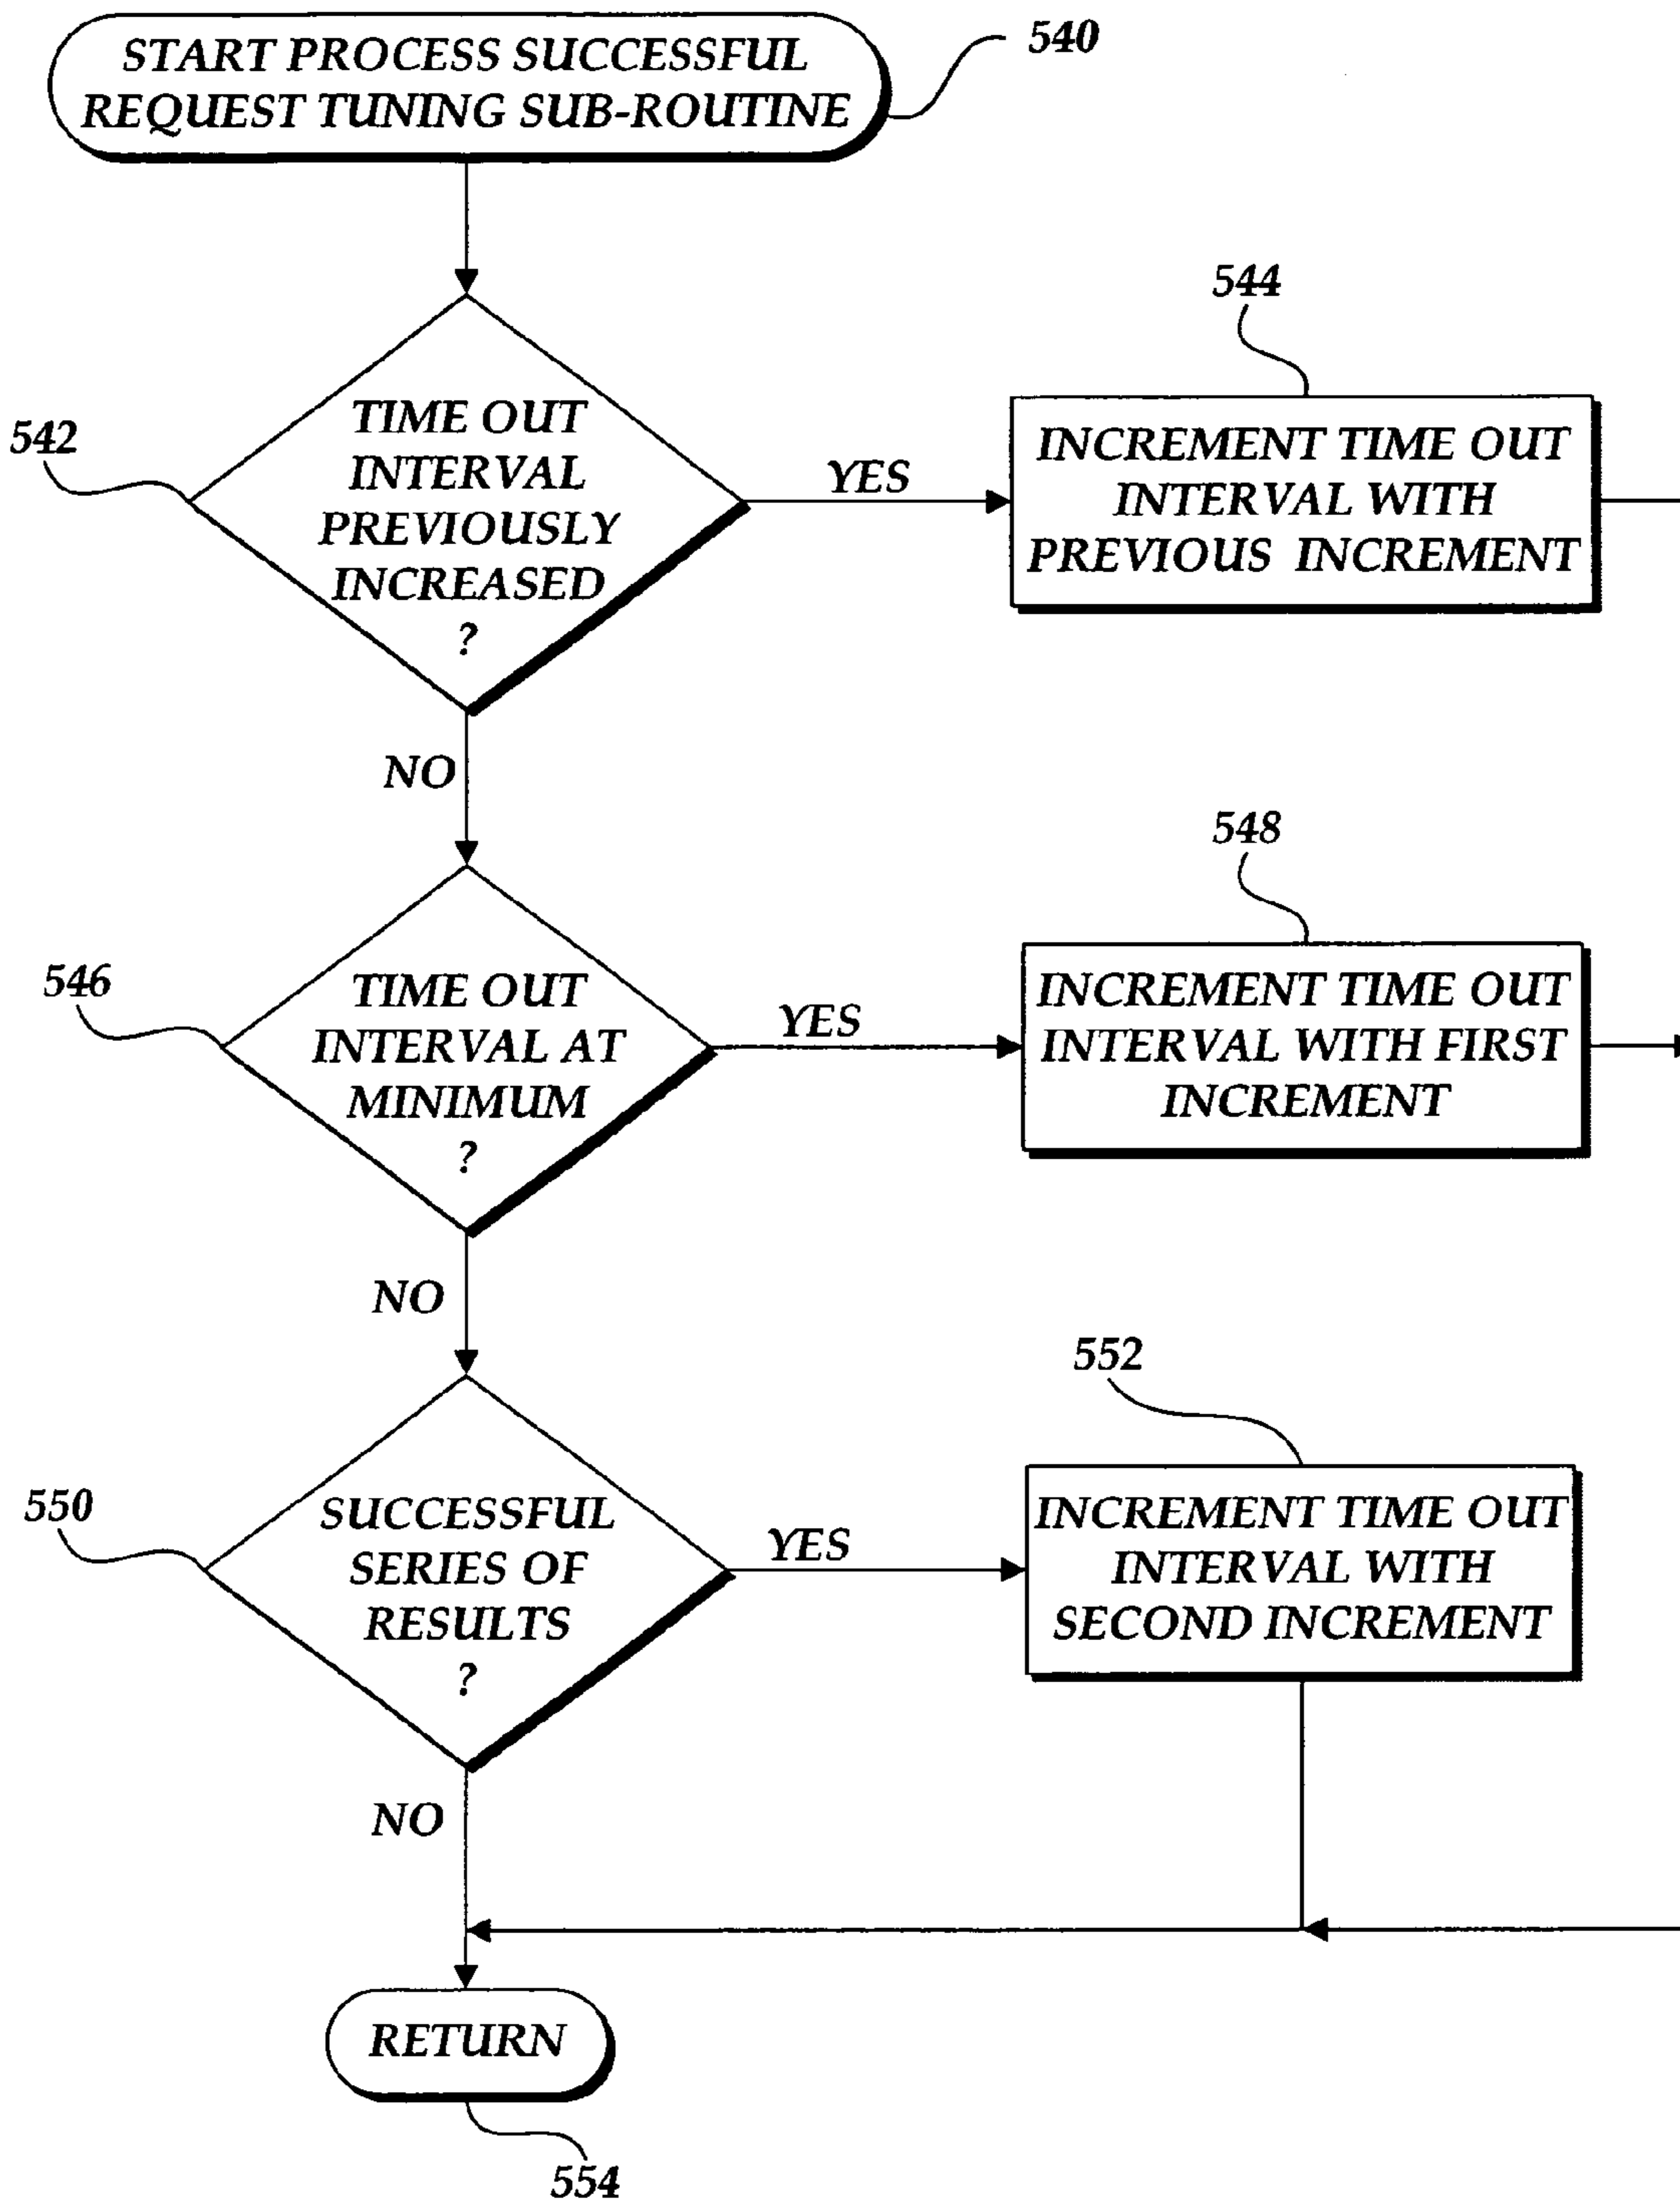 START PROCESS SUCCESSFUL
REQUEST TUNING SUB-ROUTINE
540
542
TIME OUT
INTERVAL
PREVIOUSLY
INCREASED
?
YES
544
INCREMENT TIME OUT
INTERVAL WITH
PREVIOUS INCREMENT
NO
546
TIME OUT
INTERVAL AT
MINIMUM
?
YES
548
INCREMENT TIME OUT
INTERVAL WITH FIRST
INCREMENT
NO
550
SUCCESSFUL
SERIES OF
RESULTS
?
YES
552
INCREMENT TIME OUT
INTERVAL WITH
SECOND INCREMENT
NO
RETURN
554